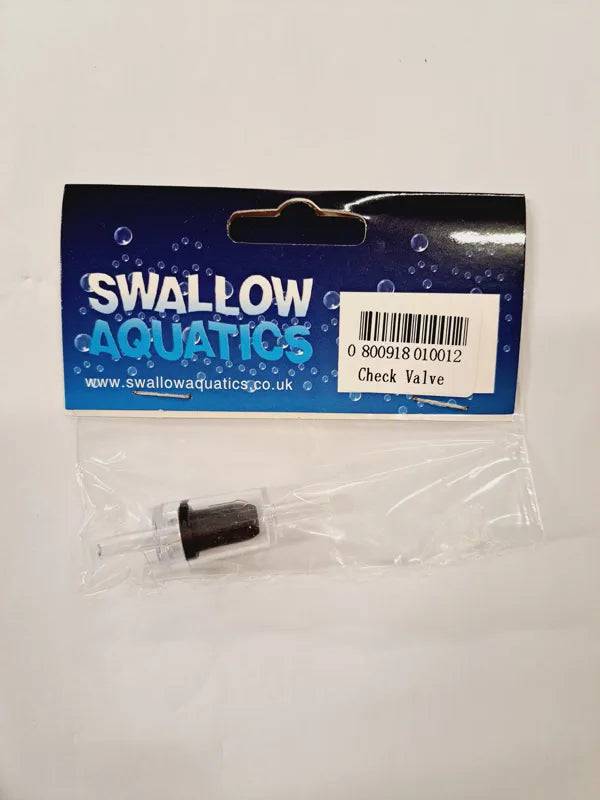 SWALLOW
AQUATICS
www.swallowaquatics.co.uk
0 800918 010012
Check Valve